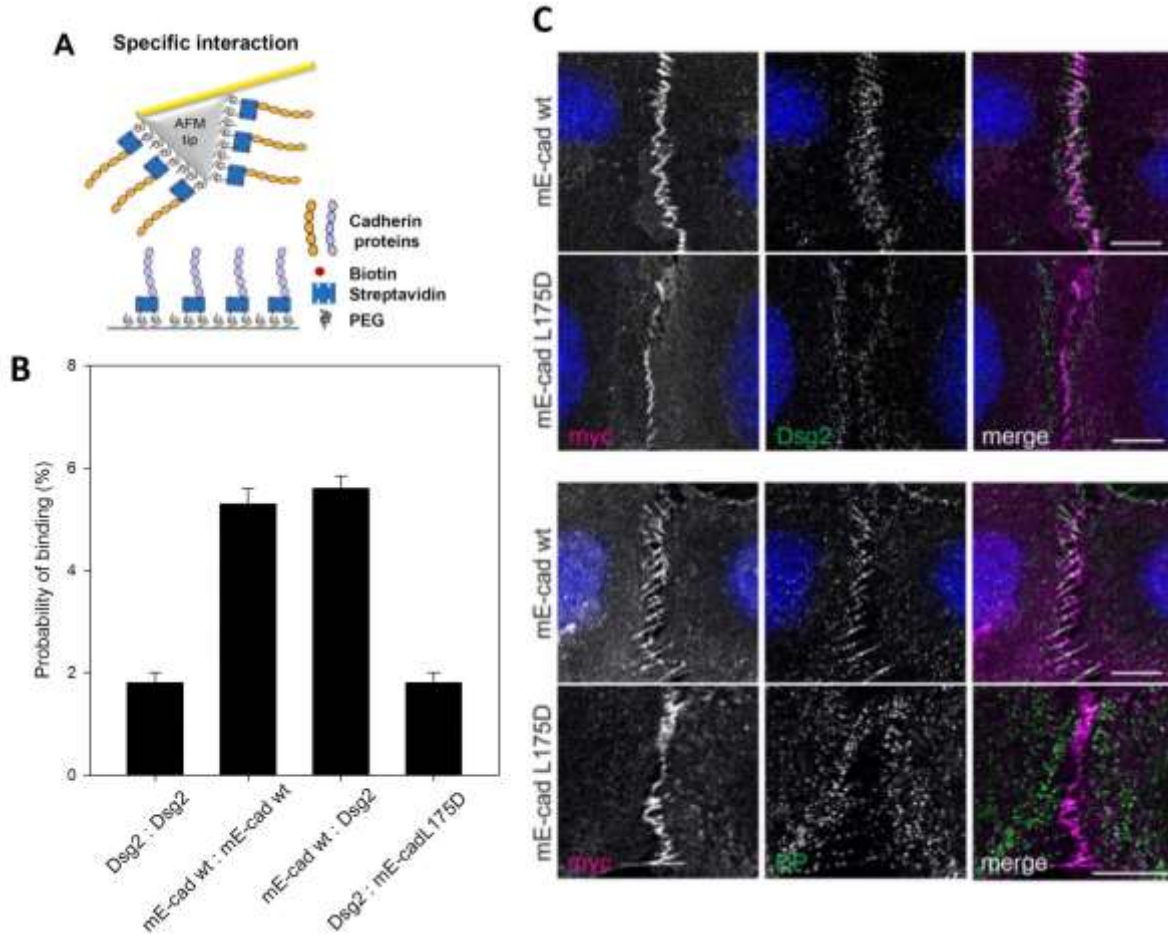 A
Specific interaction
AFM
tip
Cadherin
proteins
Biotin
Streptavidin
PEG
B
Probability of binding (%)
8
6
4
2
0
Dsg2 : Dsg2
mE-cad wt : mE-cad wt
mE-cad wt : Dsg2
Dsg2 : mE-cadL175D
C
mE-cad wt
mE-cad L175D
myc
Dsg2
merge
mE-cad wt
mE-cad L175D
myc
merge